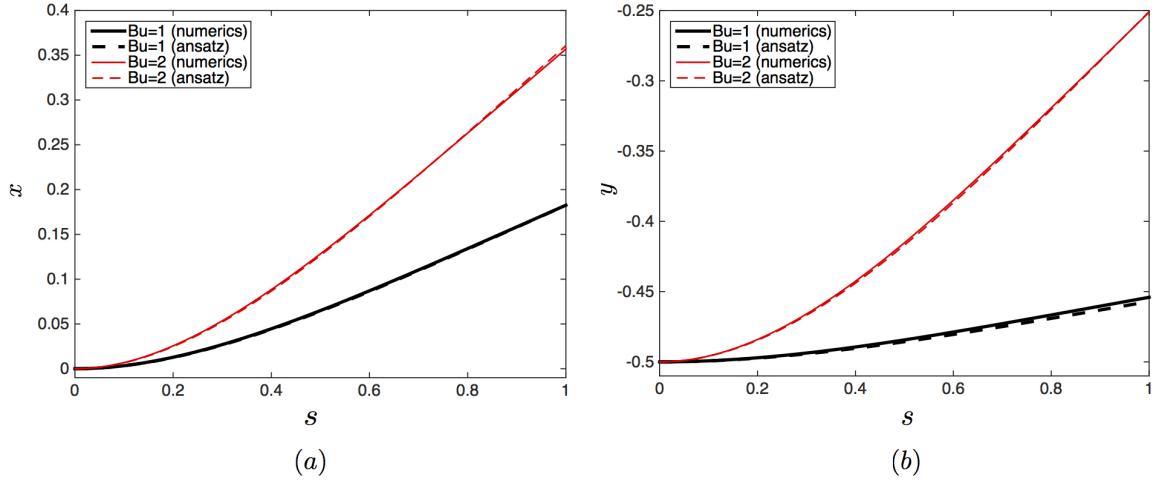 Bu=1 (numerics)
Bu=1 (ansatz)
Bu=2 (numerics)
Bu=2 (ansatz)
0.4
0.35
0.3
0.25
0.2
0.15
0.1
0.05
0
x
0 0.2 0.4 0.6 0.8 1
s
(a)
Bu=1 (numerics)
Bu=1 (ansatz)
Bu=2 (numerics)
Bu=2 (ansatz)
-0.25
-0.3
-0.35
-0.4
-0.45
-0.5
y
0 0.2 0.4 0.6 0.8 1
s
(b)